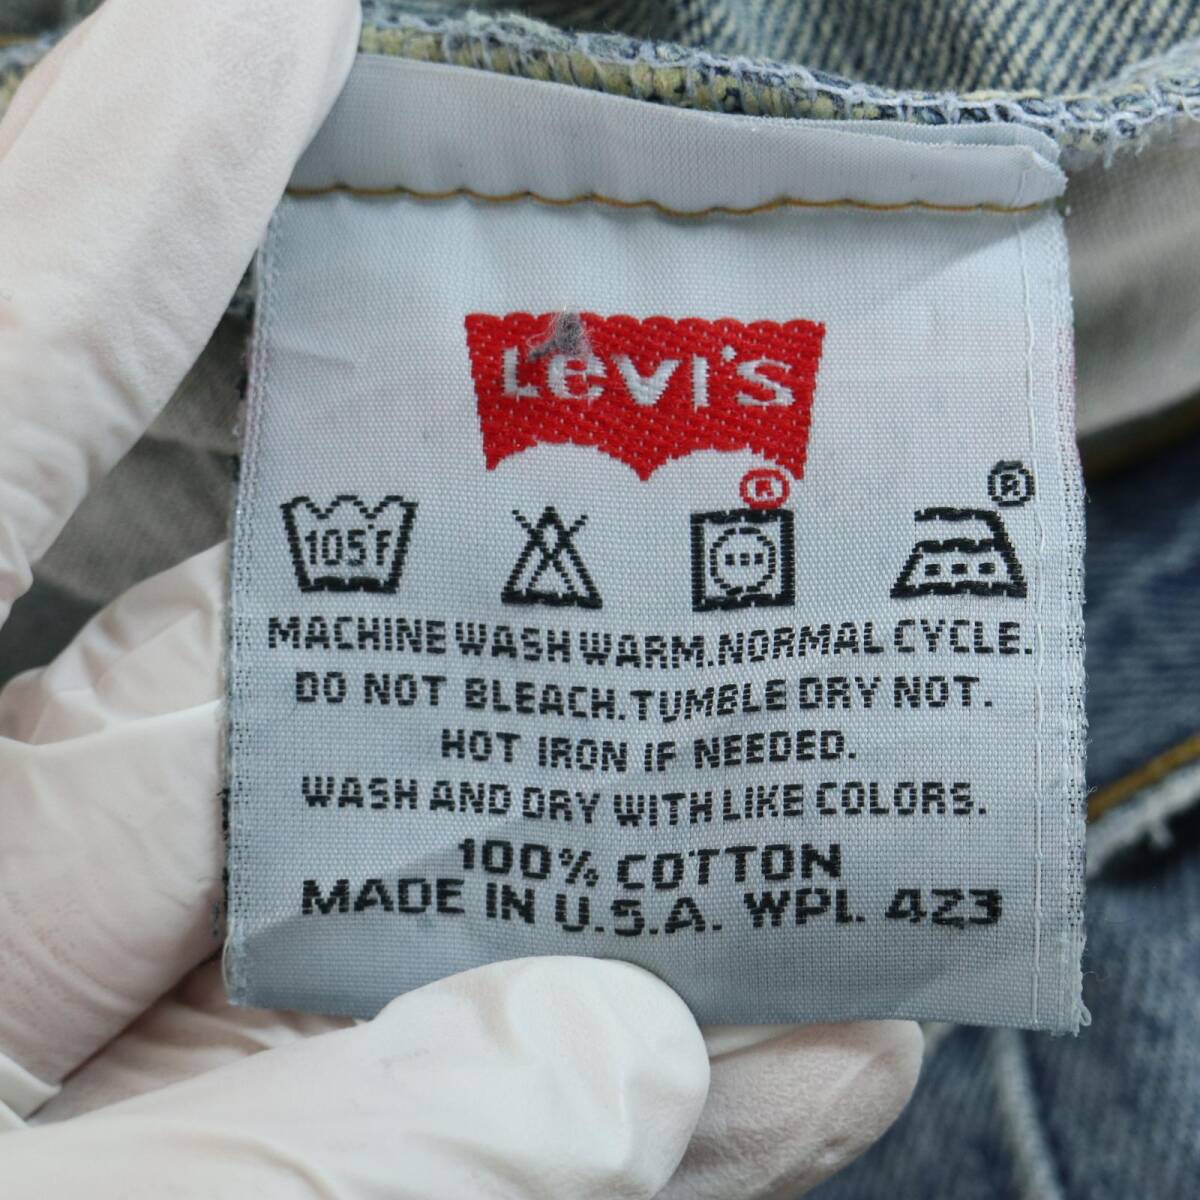 Levi's
®
®
105°F
MACHINE WASH WARM. NORMAL CYCLE.
DO NOT BLEACH. TUMBLE DRY NOT.
HOT IRON IF NEEDED.
WASH AND DRY WITH LIKE COLORS.
100% COTTON
MADE IN U.S.A. WPL. 423